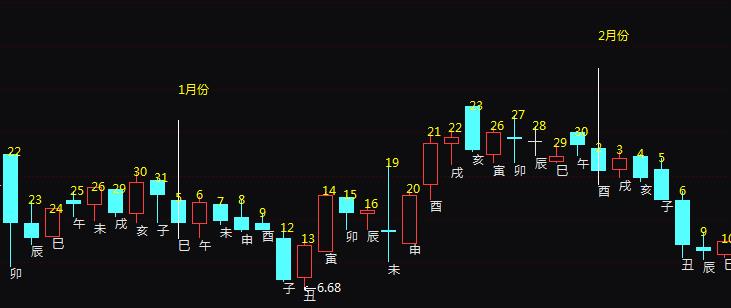 2月份
1月份
22 23 24 25 26 29 30 31 5 6 7 8 9 12 13 14 15 16 19 20 21 22 23 26 27 28 29 30 2 3 4 5 6 9 10
卯 辰 巳 午 未 戌 亥 子 巳 午 未 申 酉 子 丑 寅 卯 辰 未 申 酉 戌 亥 寅 卯 辰 巳 午 酉 戌 亥 子 丑 辰 巳
←6.68